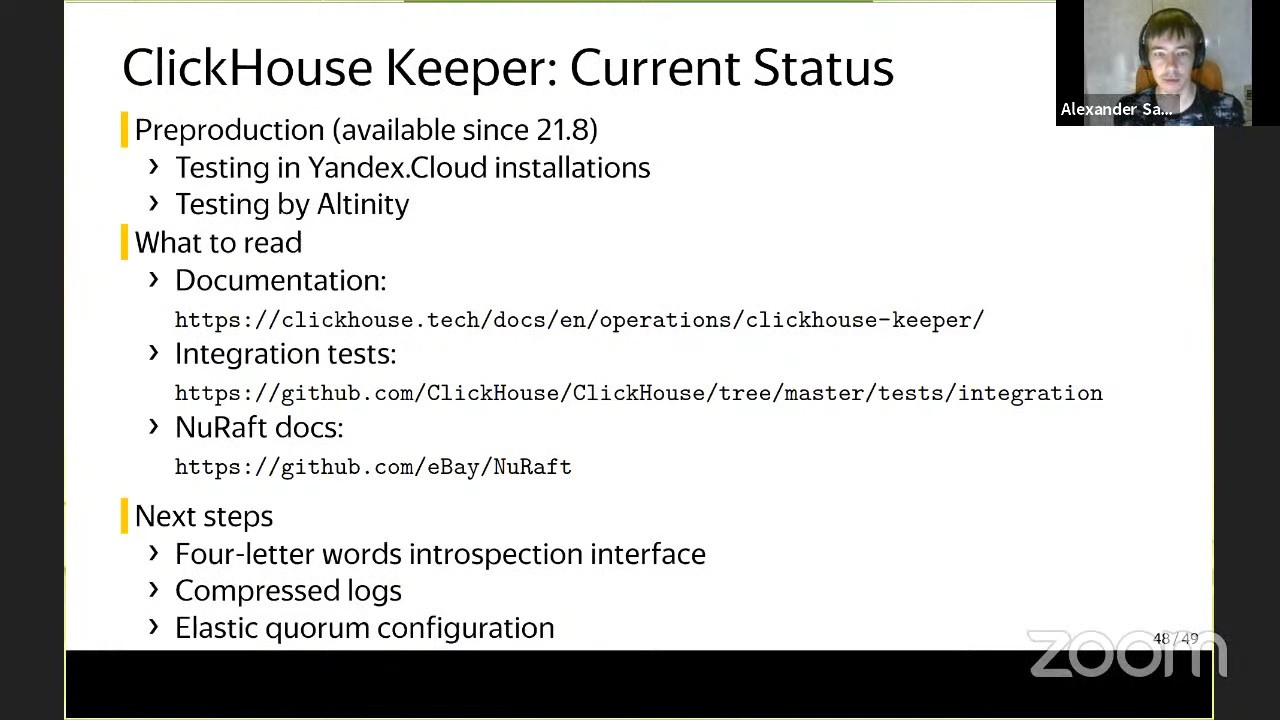 ClickHouse Keeper: Current Status
Alexander Sa...
Preproduction (available since 21.8)
› Testing in Yandex.Cloud installations
› Testing by Altinity
What to read
› Documentation:
https://clickhouse.tech/docs/en/operations/clickhouse-keeper/
› Integration tests:
https://github.com/ClickHouse/ClickHouse/tree/master/tests/integration
› NuRaft docs:
https://github.com/eBay/NuRaft
Next steps
› Four-letter words introspection interface
› Compressed logs
› Elastic quorum configuration
48 / 49
zoom